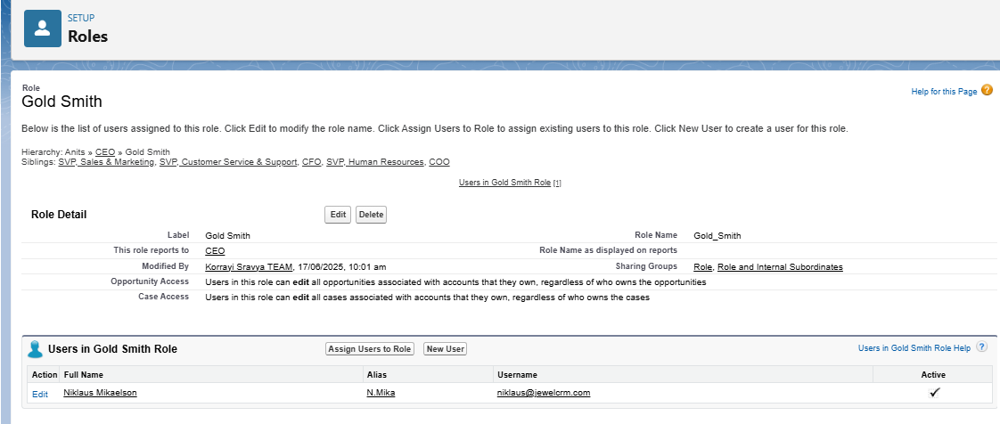 SETUP
Roles
Role
Gold Smith
Help for this Page ?
Below is the list of users assigned to this role. Click Edit to modify the role name. Click Assign Users to Role to assign existing users to this role. Click New User to create a user for this role.
Hierarchy: Anits » CEO » Gold Smith
Siblings: SVP, Sales & Marketing, SVP, Customer Service & Support, CFO, SVP, Human Resources, COO
Users in Gold Smith Role [1]
Role Detail Edit Delete
Label Gold Smith Role Name Gold_Smith
This role reports to CEO Role Name as displayed on reports
Modified By Korrayi Sravya TEAM, 17/06/2025, 10:01 am Sharing Groups Role, Role and Internal Subordinates
Opportunity Access Users in this role can edit all opportunities associated with accounts that they own, regardless of who owns the opportunities
Case Access Users in this role can edit all cases associated with accounts that they own, regardless of who owns the cases
Users in Gold Smith Role Assign Users to Role New User Users in Gold Smith Role Help ?
Action Full Name Alias Username Active
Edit Niklaus Mikaelson N.Mika niklaus@jewelcrm.com ✓